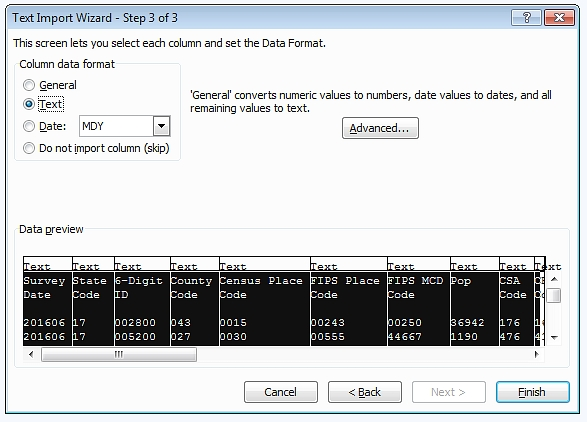 Text Import Wizard - Step 3 of 3
This screen lets you select each column and set the Data Format.
Column data format
General
Text
Date: MDY
Do not import column (skip)
'General' converts numeric values to numbers, date values to dates, and all
remaining values to text.
Advanced...
Data preview
Text Text Text Text Text Text Text Text Text Text
Survey State 6-Digit County Census Place FIPS Place FIPS MCD Pop CSA
Date Code ID Code Code Code Code Code
201606 17 002800 043 0015 00243 00250 36942 176
201606 17 005200 027 0030 00555 44667 1190 476
Cancel < Back Next > Finish